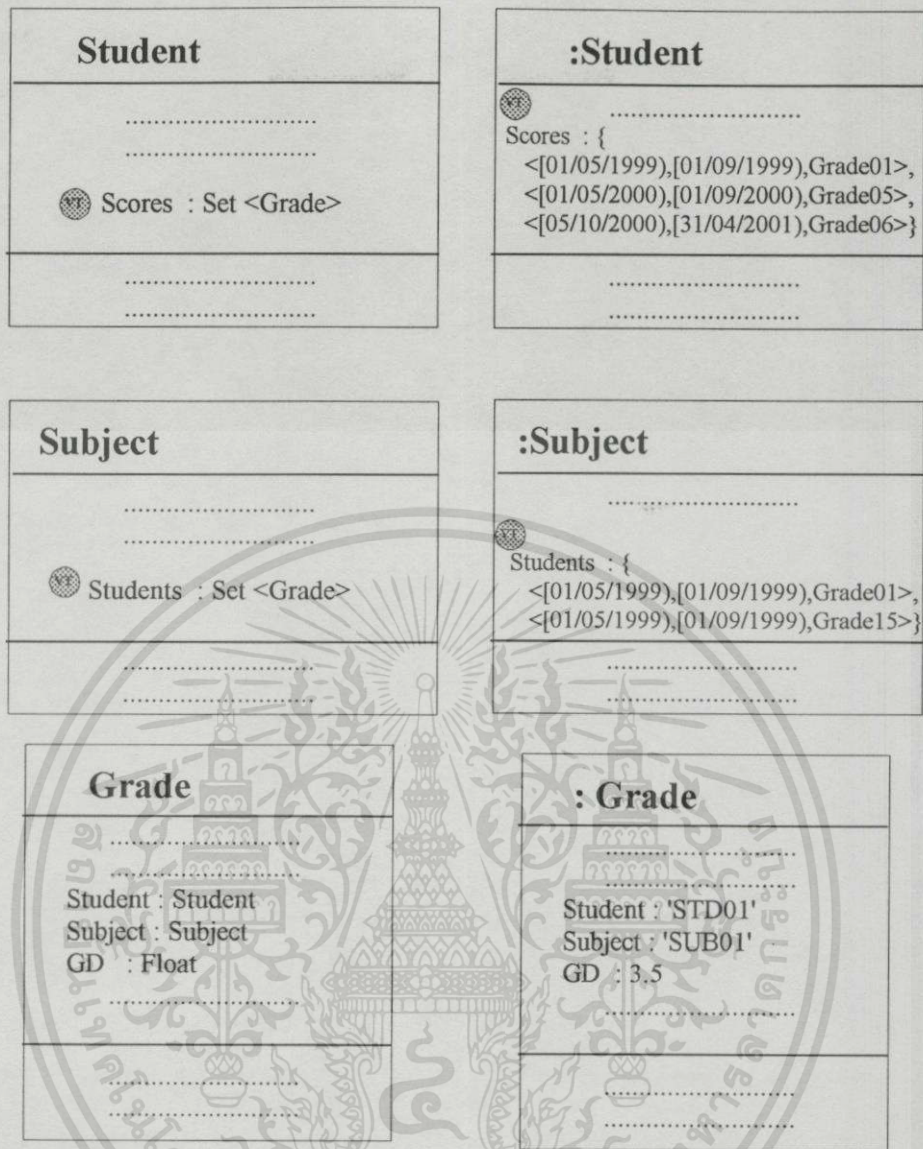 Student
........................
........................
VT Scores : Set <Grade>
........................
........................
:Student
VT
........................
Scores : {
<[01/05/1999),[01/09/1999),Grade01>,
<[01/05/2000),[01/09/2000),Grade05>,
<[05/10/2000),[31/04/2001),Grade06>}
........................
........................
Subject
........................
........................
VT Students : Set <Grade>
........................
........................
:Subject
........................
VT
Students : {
<[01/05/1999),[01/09/1999),Grade01>,
<[01/05/1999),[01/09/1999),Grade15>}
........................
........................
Grade
........................
........................
Student : Student
Subject : Subject
GD : Float
........................
........................
........................
: Grade
........................
........................
Student : 'STD01'
Subject : 'SUB01'
GD : 3.5
........................
........................
........................